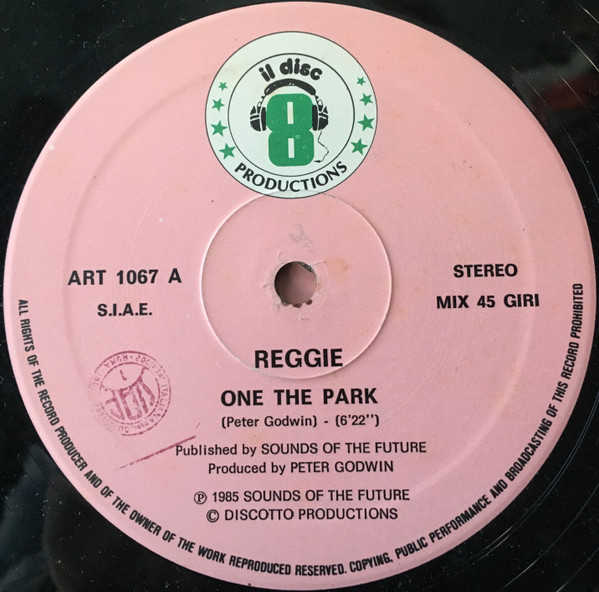 il disc
8
PRODUCTIONS
ART 1067 A
S.I.A.E.
STEREO
MIX 45 GIRI
REGGIE
ONE THE PARK
(Peter Godwin) - (6'22'')
Published by SOUNDS OF THE FUTURE
Produced by PETER GODWIN
Ⓟ 1985 SOUNDS OF THE FUTURE
© DISCOTTO PRODUCTIONS
ALL RIGHTS OF THE RECORD PRODUCER AND OF THE OWNER OF THE WORK REPRODUCED RESERVED. COPYING, PUBLIC PERFORMANCE AND BROADCASTING OF THIS RECORD PROHIBITED